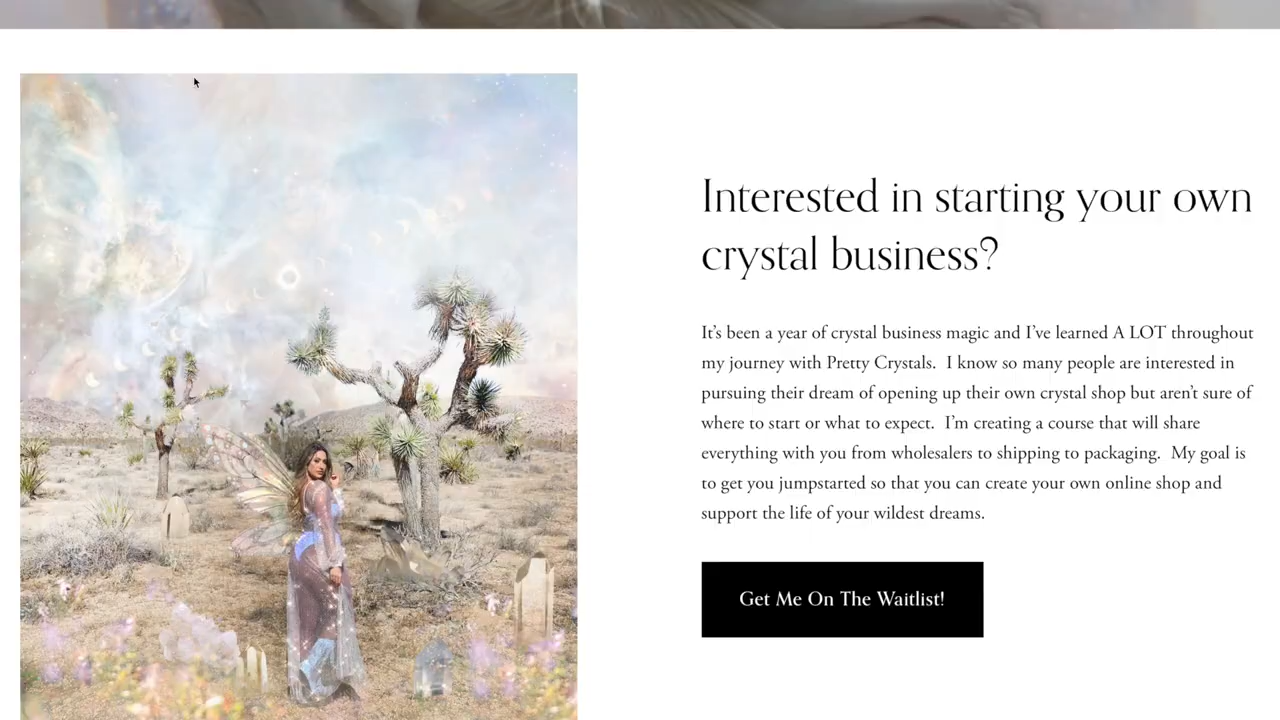 Interested in starting your own
crystal business?
It's been a year of crystal business magic and I've learned A LOT throughout
my journey with Pretty Crystals.  I know so many people are interested in
pursuing their dream of opening up their own crystal shop but aren't sure of
where to start or what to expect.  I'm creating a course that will share
everything with you from wholesalers to shipping to packaging.  My goal is
to get you jumpstarted so that you can create your own online shop and
support the life of your wildest dreams.
Get Me On The Waitlist!